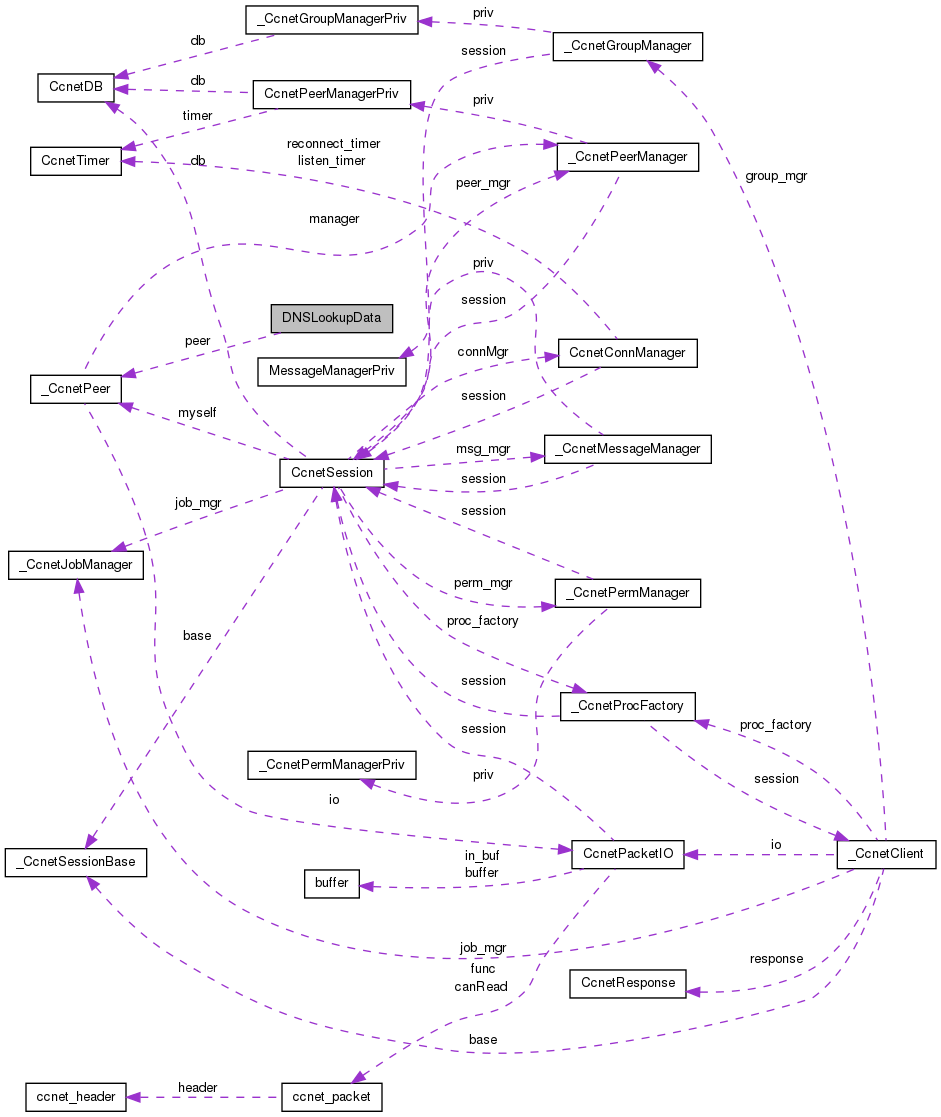 _CcnetGroupManagerPriv
priv
_CcnetGroupManager
db
session
CcnetDB
db
CcnetPeerManagerPriv
priv
timer
reconnect_timer
listen_timer
CcnetTimer
db
_CcnetPeerManager
group_mgr
peer_mgr
manager
priv
session
DNSLookupData
peer
connMgr
CcnetConnManager
MessageManagerPriv
_CcnetPeer
session
myself
msg_mgr
_CcnetMessageManager
CcnetSession
session
job_mgr
session
_CcnetJobManager
perm_mgr
_CcnetPermManager
base
proc_factory
session
_CcnetProcFactory
proc_factory
session
_CcnetPermManagerPriv
priv
session
io
_CcnetSessionBase
in_buf
buffer
CcnetPacketIO
io
_CcnetClient
buffer
job_mgr
func
canRead
CcnetResponse
response
base
ccnet_header
header
ccnet_packet